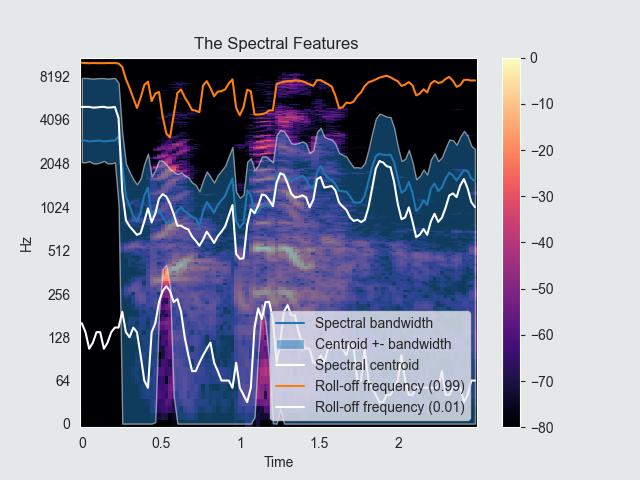 The Spectral Features
8192
4096
2048
1024
512
256
128
64
0
Hz
0
0.5
1
1.5
2
Time
Spectral bandwidth
Centroid +- bandwidth
Spectral centroid
Roll-off frequency (0.99)
Roll-off frequency (0.01)
0
−10
−20
−30
−40
−50
−60
−70
−80